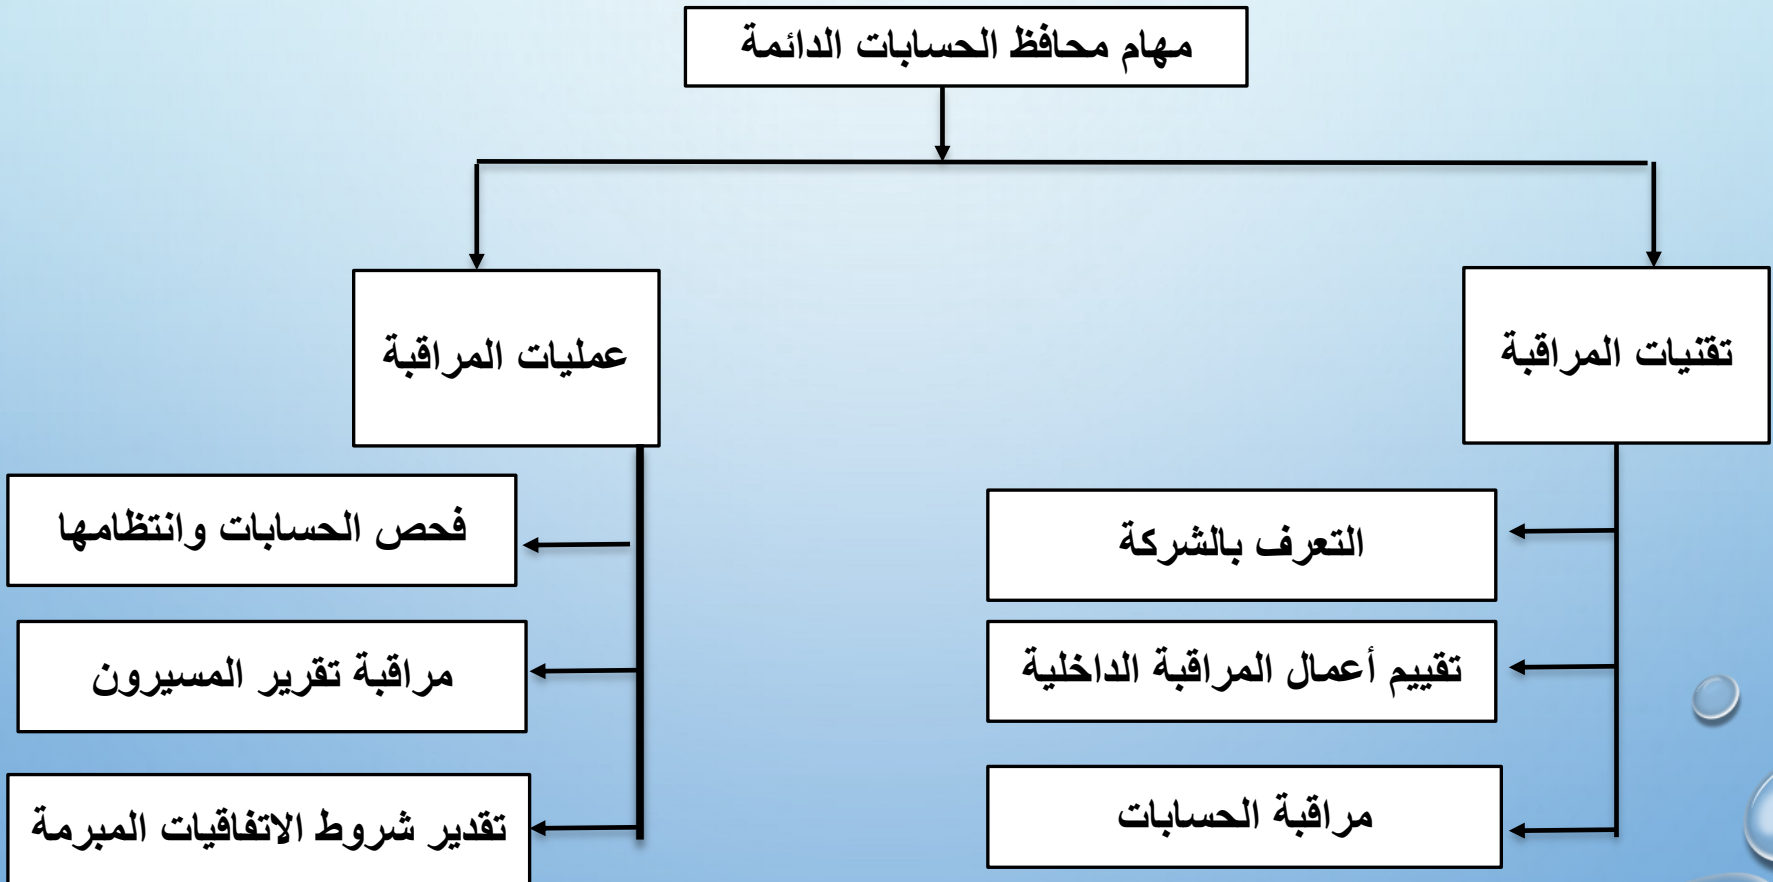 مهام محافظ الحسابات الدائمة
تقنيات المراقبة
التعرف بالشركة
تقييم أعمال المراقبة الداخلية
مراقبة الحسابات
عمليات المراقبة
فحص الحسابات وانتظامها
مراقبة تقرير المسيرون
تقدير شروط الاتفاقيات المبرمة